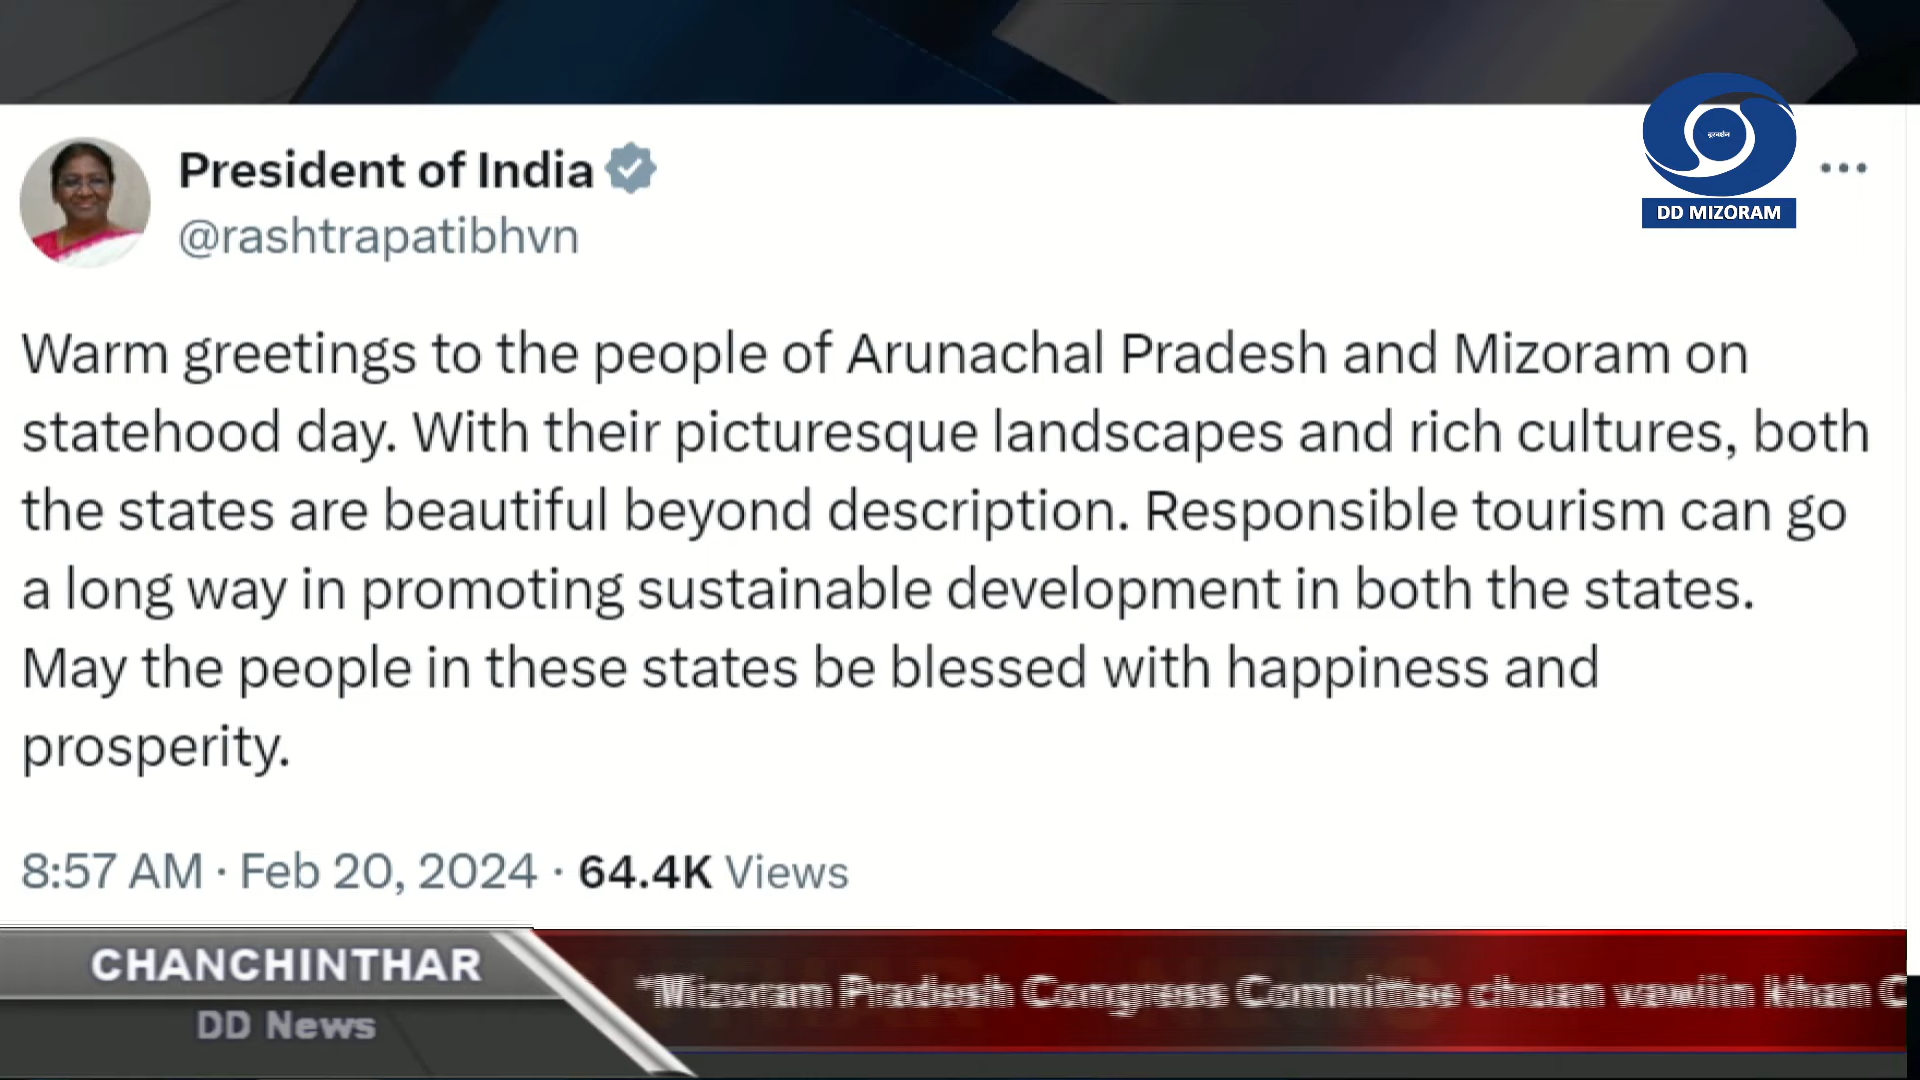 President of India
@rashtrapatibhvn
DD MIZORAM
Warm greetings to the people of Arunachal Pradesh and Mizoram on
statehood day. With their picturesque landscapes and rich cultures, both
the states are beautiful beyond description. Responsible tourism can go
a long way in promoting sustainable development in both the states.
May the people in these states be blessed with happiness and
prosperity.
8:57 AM · Feb 20, 2024 · 64.4K Views
CHANCHINTHAR
DD News
"Mizoram Pradesh Congress Committee chuan vawiin khan C